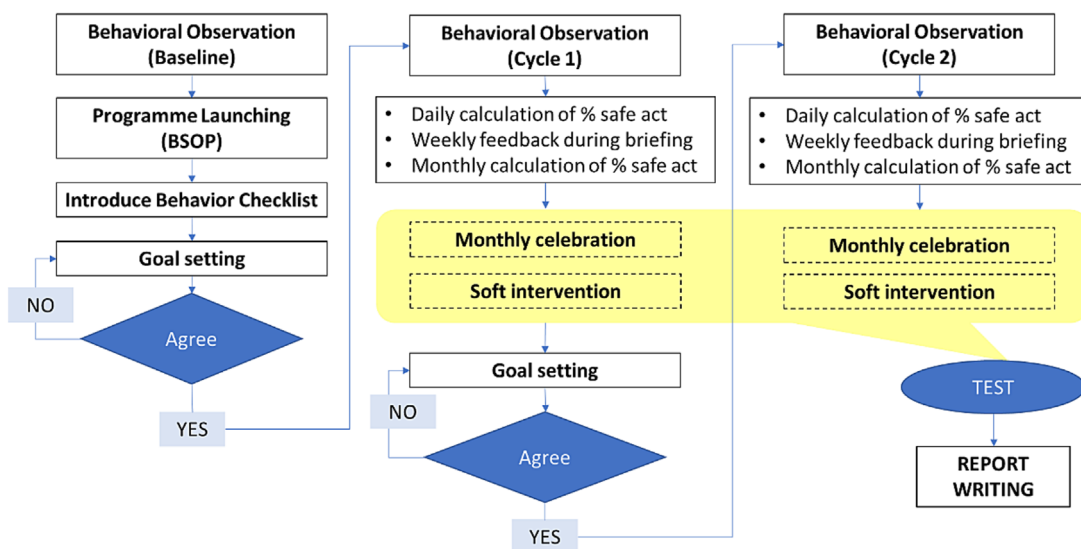 Behavioral Observation
(Baseline)
Programme Launching
(BSOP)
Introduce Behavior Checklist
Goal setting
NO
Agree
YES
Behavioral Observation
(Cycle 1)
• Daily calculation of % safe act
• Weekly feedback during briefing
• Monthly calculation of % safe act
Monthly celebration
Soft intervention
Goal setting
NO
Agree
YES
Behavioral Observation
(Cycle 2)
• Daily calculation of % safe act
• Weekly feedback during briefing
• Monthly calculation of % safe act
Monthly celebration
Soft intervention
TEST
REPORT
WRITING